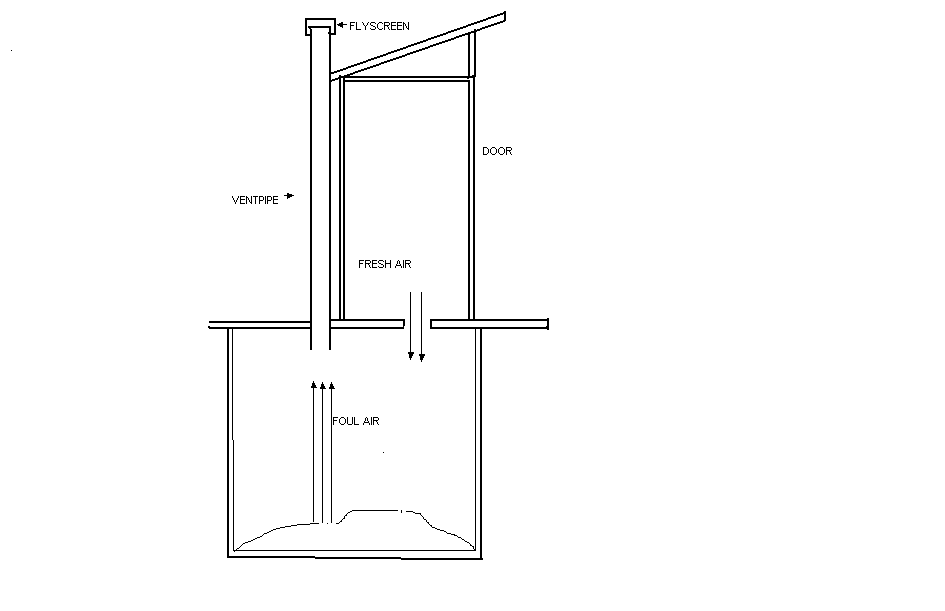 FLYSCREEN
DOOR
VENTPIPE
FRESH AIR
FOUL AIR